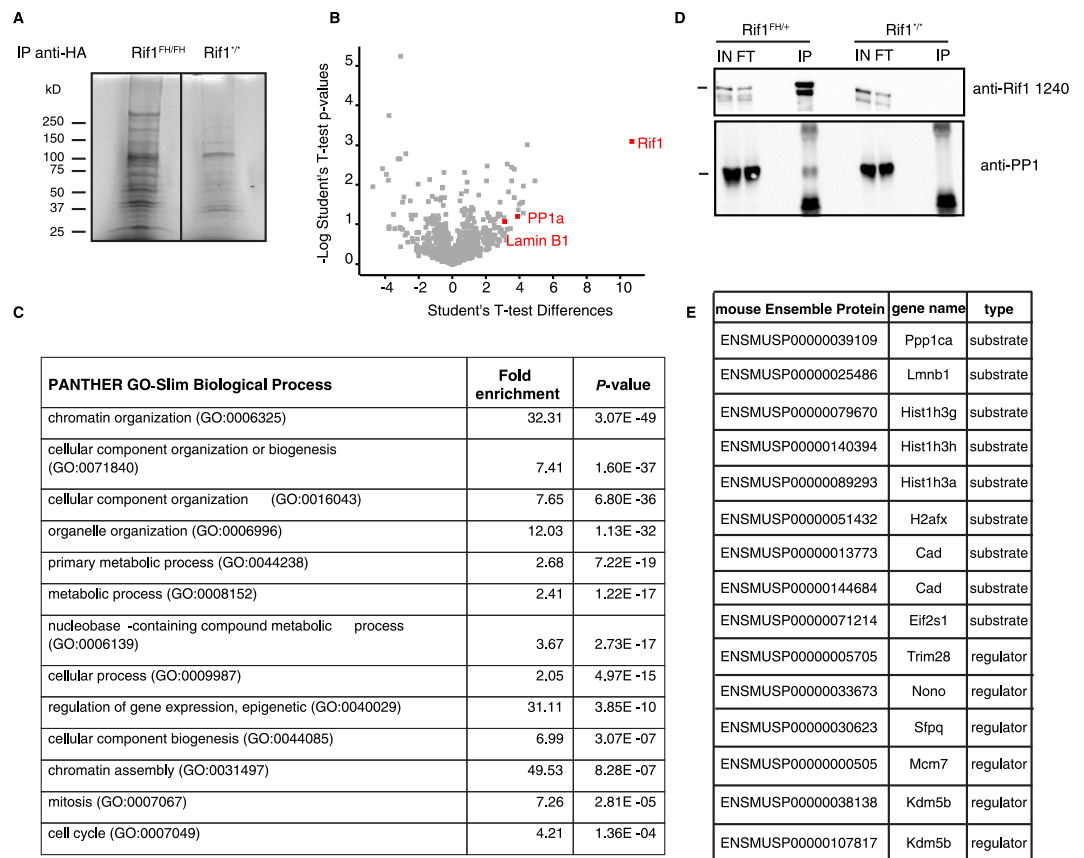 A
IP anti-HA
Rif1FH/FH
Rif1+/+
kD
250
150
100
75
50
37
25
B
-Log Student's T-test p-values
5
4
3
2
1
0
Rif1
PP1a
Lamin B1
-4 -2 0 2 4 6 8 10
Student's T-test Differences
D
Rif1FH/+ Rif1+/+
IN FT IP IN FT IP
anti-Rif1 1240
anti-PP1
C
PANTHER GO-Slim Biological Process Fold enrichment P-value
chromatin organization (GO:0006325) 32.31 3.07E -49
cellular component organization or biogenesis
(GO:0071840) 7.41 1.60E -37
cellular component organization (GO:0016043) 7.65 6.80E -36
organelle organization (GO:0006996) 12.03 1.13E -32
primary metabolic process (GO:0044238) 2.68 7.22E -19
metabolic process (GO:0008152) 2.41 1.22E -17
nucleobase -containing compound metabolic process
(GO:0006139) 3.67 2.73E -17
cellular process (GO:0009987) 2.05 4.97E -15
regulation of gene expression, epigenetic (GO:0040029) 31.11 3.85E -10
cellular component biogenesis (GO:0044085) 6.99 3.07E -07
chromatin assembly (GO:0031497) 49.53 8.28E -07
mitosis (GO:0007067) 7.26 2.81E -05
cell cycle (GO:0007049) 4.21 1.36E -04
E
mouse Ensemble Protein gene name type
ENSMUSP00000039109 Ppp1ca substrate
ENSMUSP00000025486 Lmnb1 substrate
ENSMUSP00000079670 Hist1h3g substrate
ENSMUSP00000140394 Hist1h3h substrate
ENSMUSP00000089293 Hist1h3a substrate
ENSMUSP00000051432 H2afx substrate
ENSMUSP00000013773 Cad substrate
ENSMUSP00000144684 Cad substrate
ENSMUSP00000071214 Eif2s1 substrate
ENSMUSP00000005705 Trim28 regulator
ENSMUSP00000033673 Nono regulator
ENSMUSP00000030623 Sfpq regulator
ENSMUSP00000000505 Mcm7 regulator
ENSMUSP00000038138 Kdm5b regulator
ENSMUSP00000107817 Kdm5b regulator